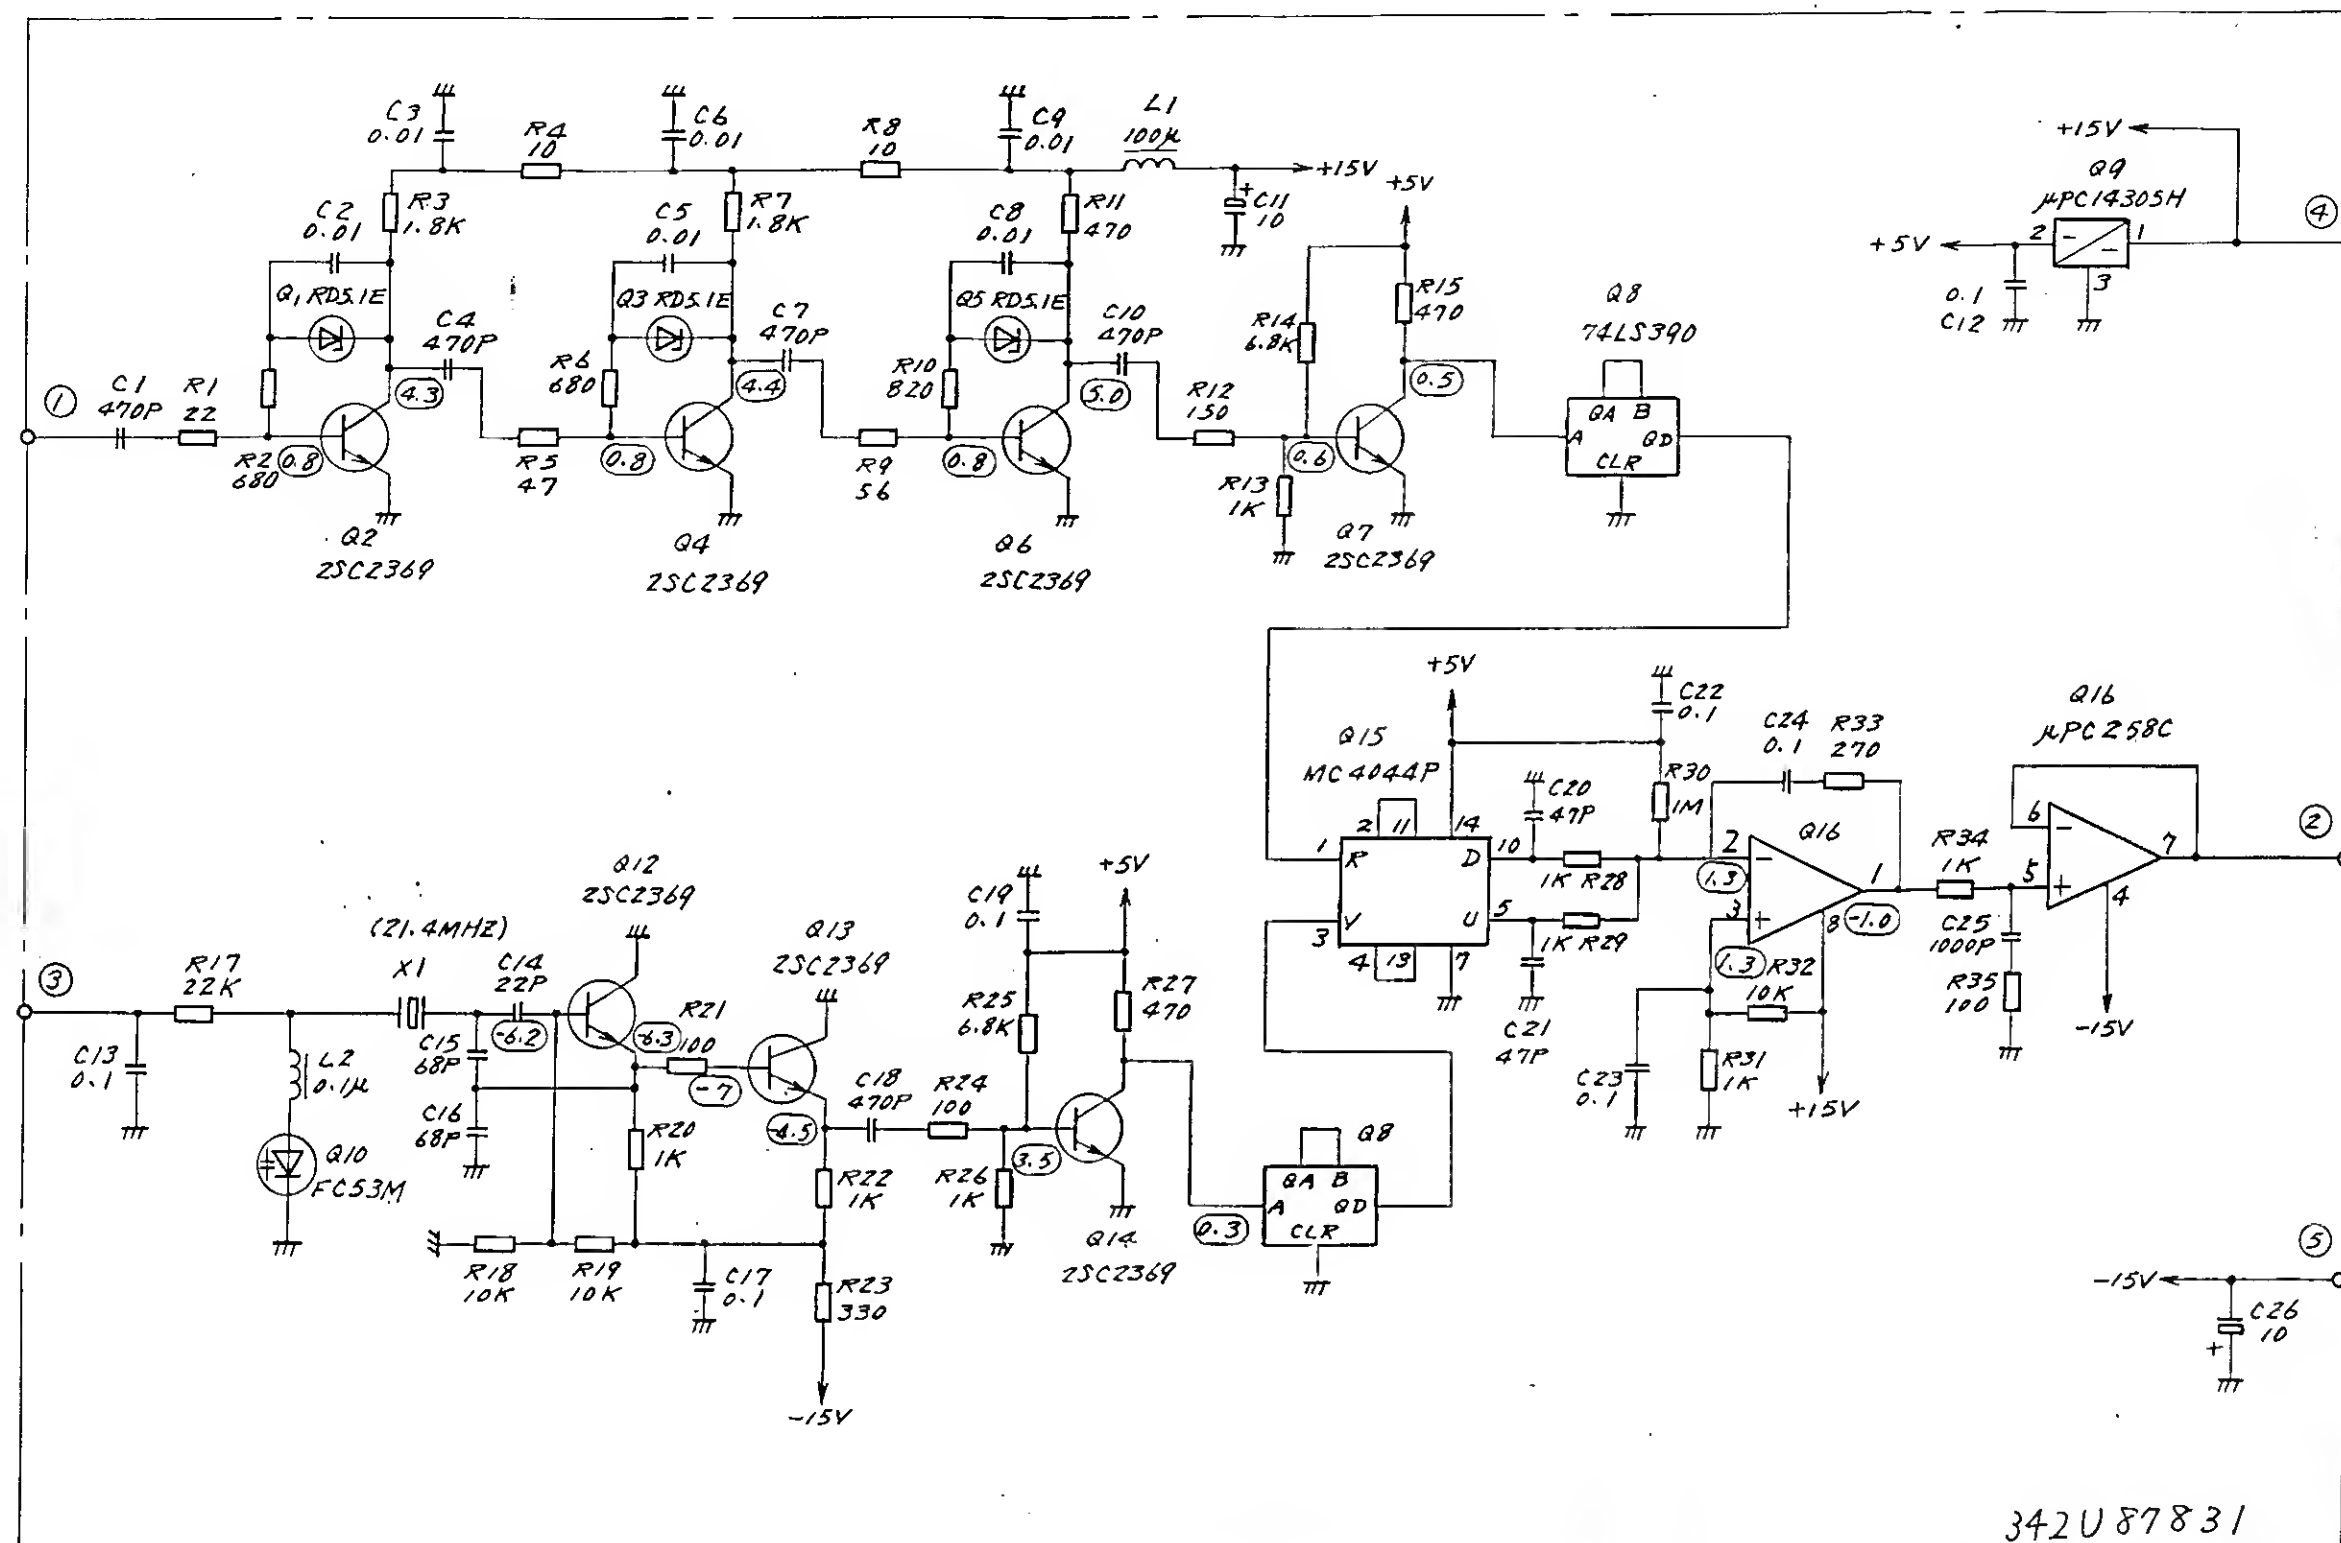 C3
0.01
R4
10
C6
0.01
R8
10
C9
0.01
L1
100μ
+15V
C11
10
+
+5V
C2
0.01
R3
1.8K
C5
0.01
R7
1.8K
C8
0.01
R11
470
Q1 RD5.1E
C4
470P
Q3 RD5.1E
C7
470P
Q5 RD5.1E
C10
470P
R14
6.8K
R15
470
Q8
74LS390
QA B
A QD
CLR
1
C1
470P
R1
22
R2
680
0.8
4.3
R6
680
R5
47
0.8
4.4
R10
820
R9
56
0.8
5.0
R12
150
R13
1K
0.6
0.5
Q2
2SC2369
Q4
2SC2369
Q6
2SC2369
Q7
2SC2369
+15V
Q9
μPC14305H
4
+5V
2
1
3
0.1
C12
+5V
C22
0.1
Q15
MC4044P
2 11 14
1 R D 10
3 V U 5
4 13 7
C20
47P
R30
1M
1K R28
1K R29
C21
47P
C24
0.1
R33
270
Q16
2
1.3
3
1
8
-1.0
1.3
R32
10K
C23
0.1
R31
1K
+15V
R34
1K
C25
1000P
R35
100
Q16
μPC258C
6
5
7
4
-15V
2
3
C13
0.1
R17
22K
L2
0.1μ
Q10
FC53M
(21.4MHZ)
X1
C14
22P
-6.2
C15
68P
C16
68P
Q12
2SC2369
-6.3
R21
100
-7
R20
1K
R18
10K
R19
10K
C17
0.1
Q13
2SC2369
-4.5
R22
1K
R23
330
-15V
C18
470P
R24
100
C19
0.1
+5V
R25
6.8K
R27
470
R26
1K
3.5
Q14
2SC2369
0.3
Q8
QA B
A QD
CLR
5
-15V
C26
10
+
342U87831